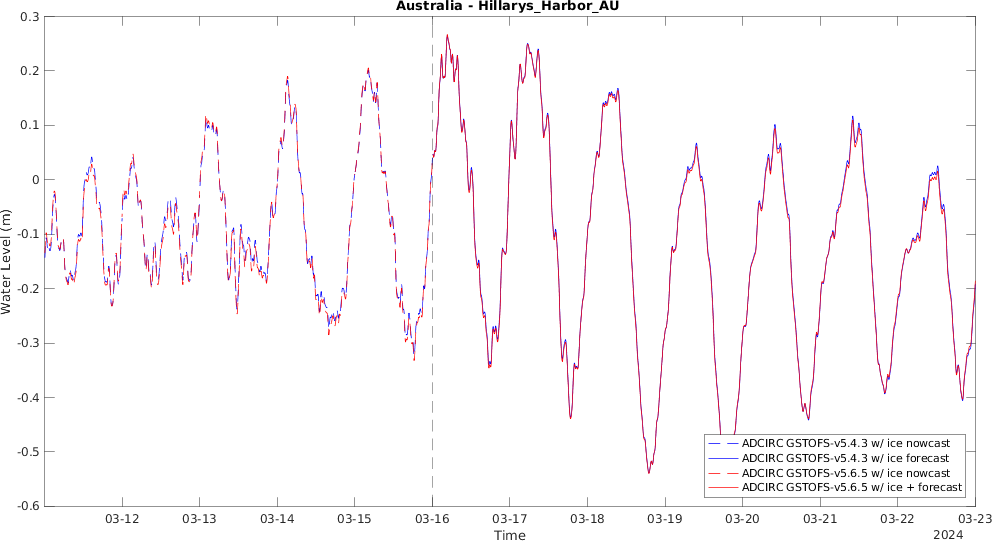 Australia - Hillarys_Harbor_AU
Water Level (m)
0.3
0.2
0.1
0
-0.1
-0.2
-0.3
-0.4
-0.5
-0.6
ADCIRC GSTOFS-v5.4.3 w/ ice nowcast
ADCIRC GSTOFS-v5.4.3 w/ ice forecast
ADCIRC GSTOFS-v5.6.5 w/ ice nowcast
ADCIRC GSTOFS-v5.6.5 w/ ice + forecast
03-12 03-13 03-14 03-15 03-16 03-17 03-18 03-19 03-20 03-21 03-22 03-23
Time
2024